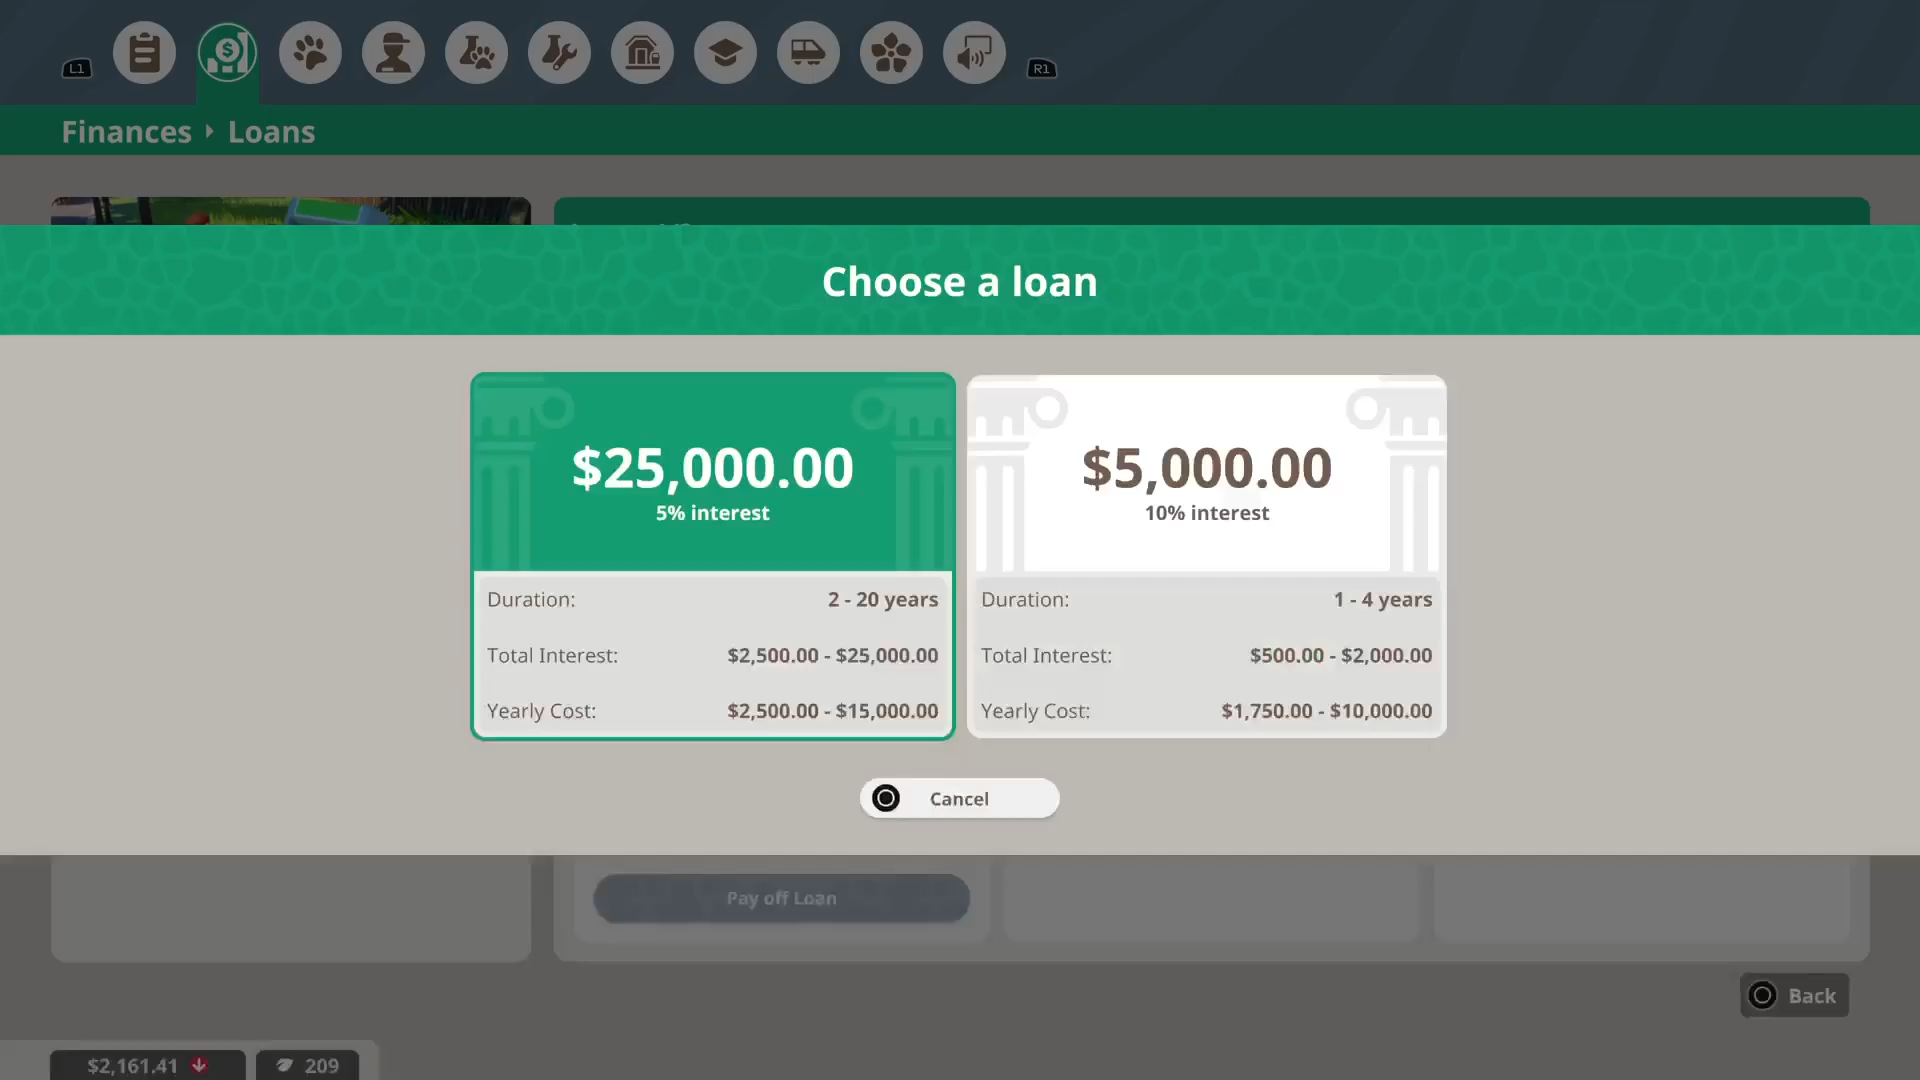 L1
R1
Finances ▸ Loans
Choose a loan
$25,000.00
5% interest
Duration: 2 - 20 years
Total Interest: $2,500.00 - $25,000.00
Yearly Cost: $2,500.00 - $15,000.00
$5,000.00
10% interest
Duration: 1 - 4 years
Total Interest: $500.00 - $2,000.00
Yearly Cost: $1,750.00 - $10,000.00
Cancel
Pay off Loan
Back
$2,161.41
209